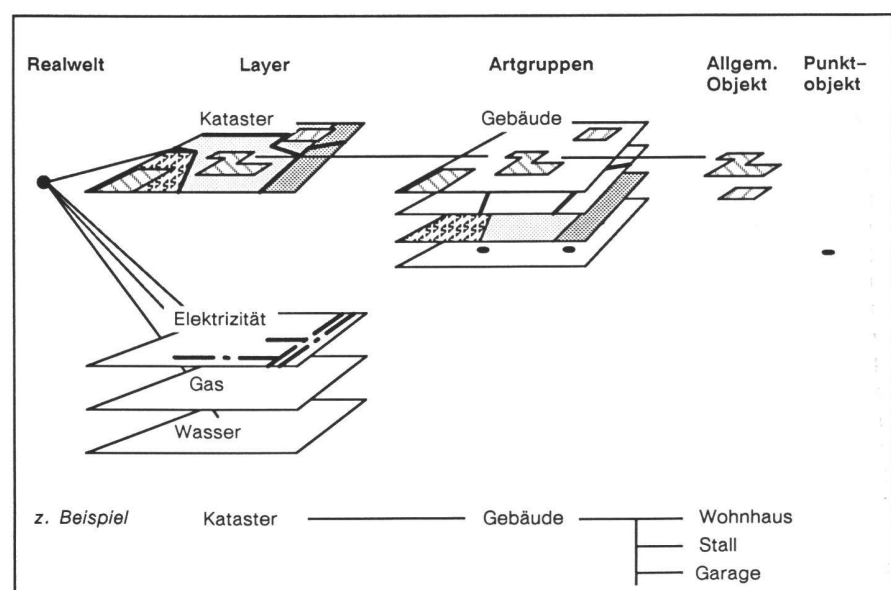 Realwelt
Layer
Artgruppen
Allgem.
Objekt
Punkt-
objekt
Kataster
Gebäude
Elektrizität
Gas
Wasser
z. Beispiel
Kataster
Gebäude
Wohnhaus
Stall
Garage